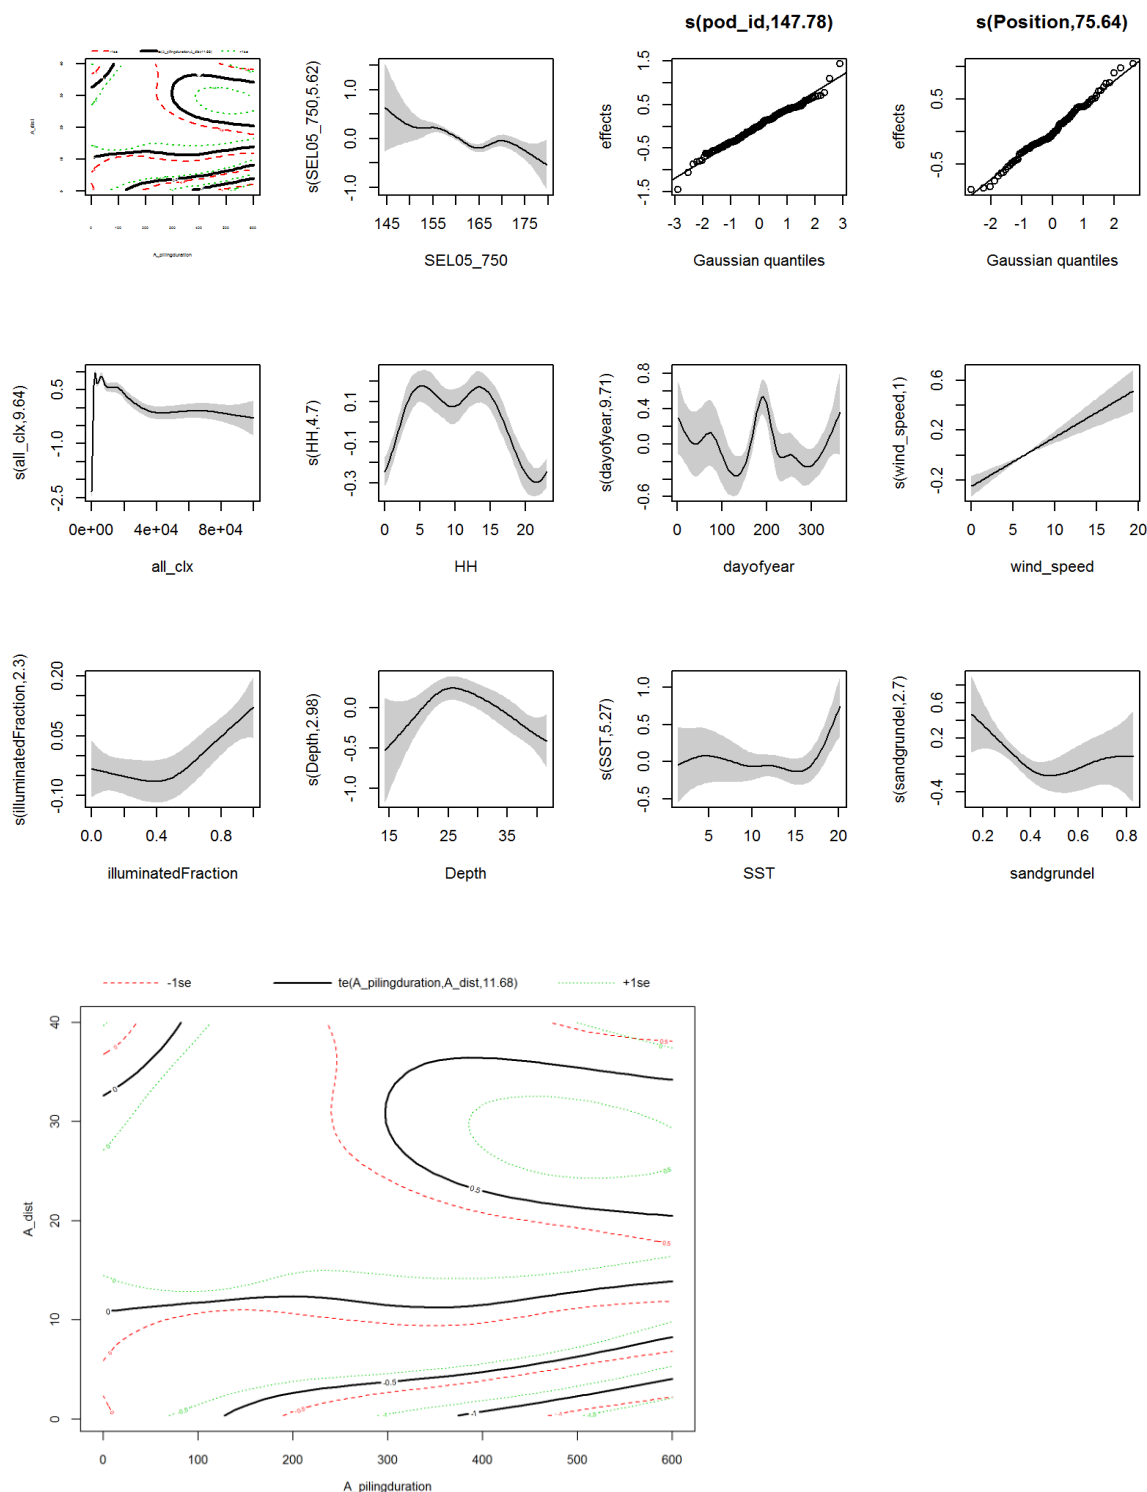 s(pod_id,147.78)
s(Position,75.64)
A_dist
A_pilingduration
s(SEL05_750,5.62)
1.0
0.0
-1.0
145 155 165 175
SEL05_750
effects
1.5
0.5
-0.5
-1.5
-3 -2 -1 0 1 2 3
Gaussian quantiles
effects
0.5
-0.5
-2 -1 0 1 2
Gaussian quantiles
s(all_clx,9.64)
0.5
-1.0
-2.5
0e+00 4e+04 8e+04
all_clx
s(HH,4.7)
0.1
-0.1
-0.3
0 5 10 15 20
HH
s(dayofyear,9.71)
0.8
0.4
0.0
-0.6
0 100 200 300
dayofyear
s(wind_speed,1)
0.6
0.2
-0.2
0 5 10 15 20
wind_speed
s(illuminatedFraction,2.3)
0.20
0.05
-0.10
0.0 0.4 0.8
illuminatedFraction
s(Depth,2.98)
0.0
-0.5
-1.0
15 25 35
Depth
s(SST,5.27)
1.0
0.5
0.0
-0.5
5 10 15 20
SST
s(sandgrundel,2.7)
0.6
0.2
-0.4
0.2 0.4 0.6 0.8
sandgrundel
-1se te(A_pilingduration,A_dist,11.68) +1se
A_dist
40
30
20
10
0
0
0.5
0
-0.5
-1
0 100 200 300 400 500 600
A_pilingduration